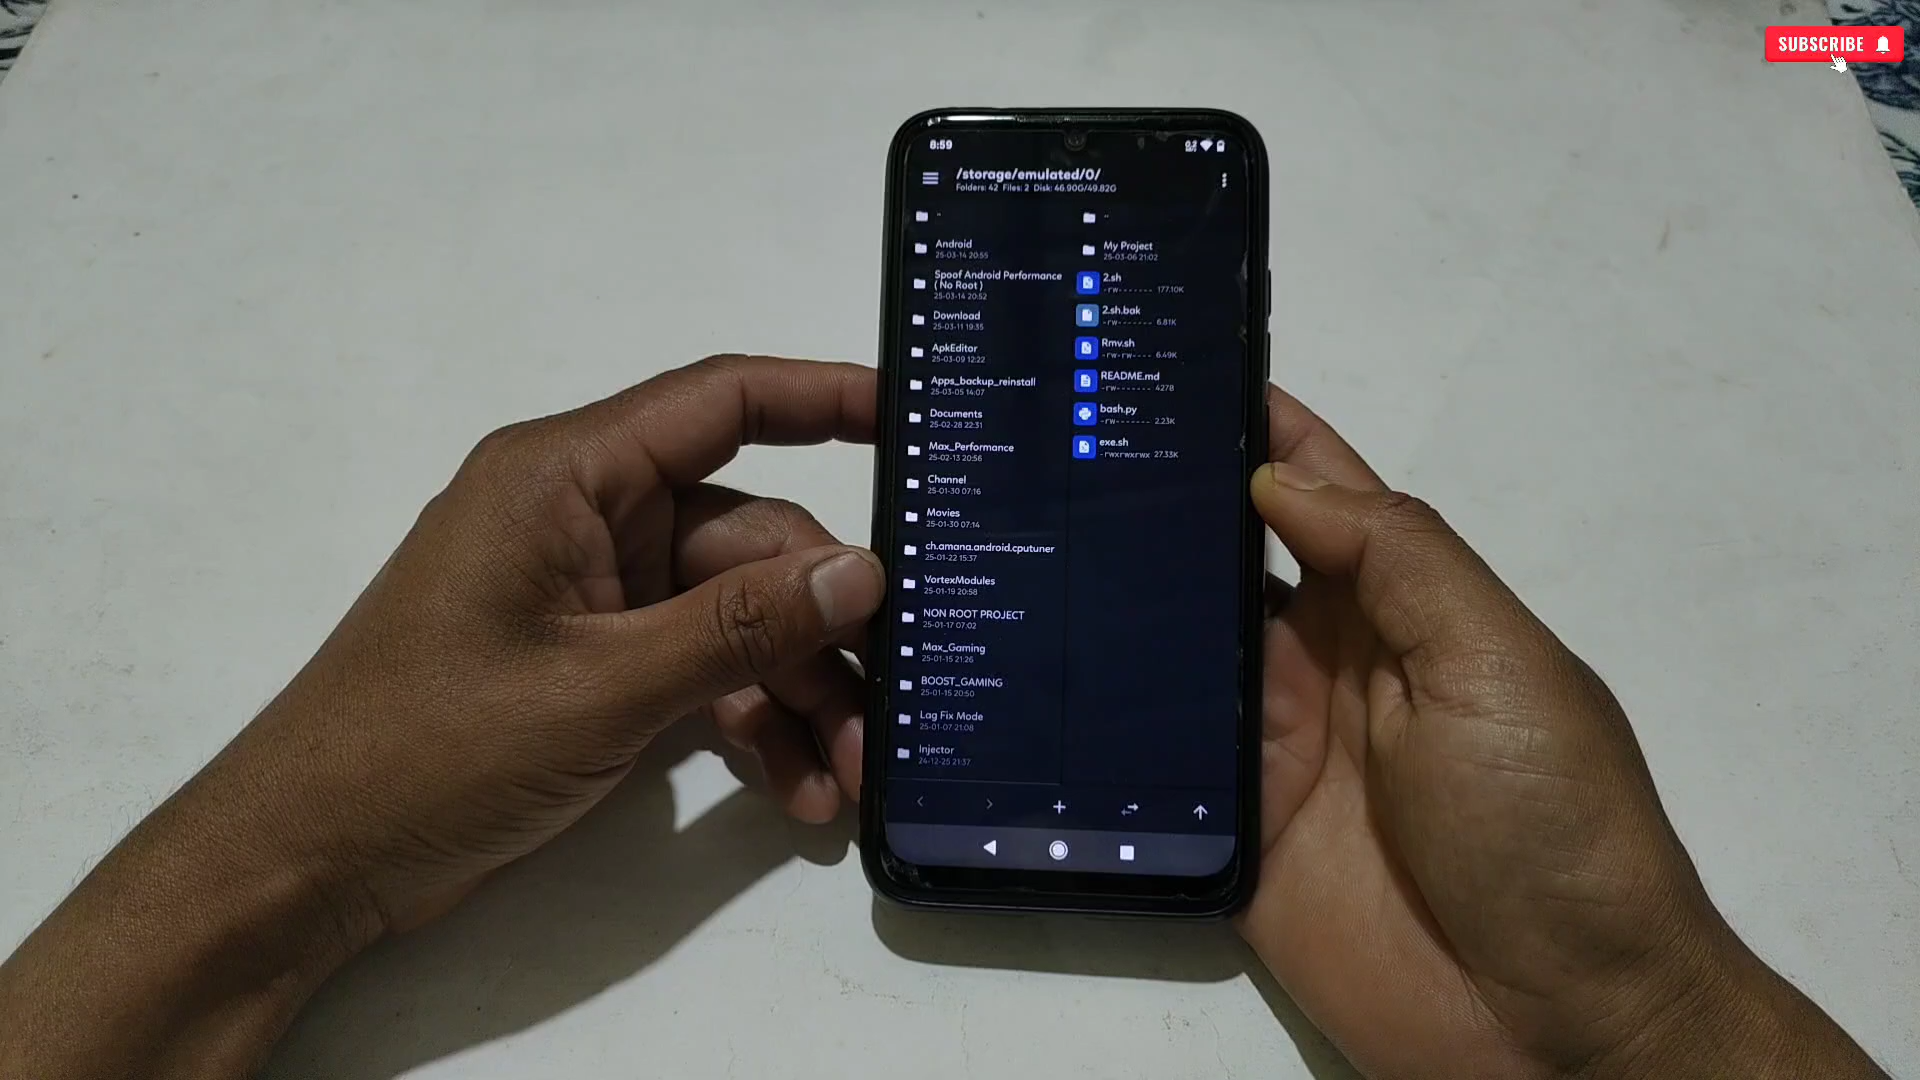 SUBSCRIBE
8:59
/storage/emulated/0/
Folders: 42 Files: 2 Disk: 46.90G/49.82G
..
Android
25-03-14 20:55
Spoof Android Performance
( No Root )
25-03-14 20:52
Download
25-03-11 19:35
ApkEditor
25-03-09 12:22
Apps_backup_reinstall
25-03-05 14:07
Documents
25-02-28 22:31
Max_Performance
25-02-13 20:56
Channel
25-01-30 07:16
Movies
25-01-30 07:14
ch.amana.android.cputuner
25-01-22 15:37
VortexModules
25-01-19 20:58
NON ROOT PROJECT
25-01-17 07:02
Max_Gaming
25-01-15 21:26
BOOST_GAMING
25-01-15 20:50
Lag Fix Mode
25-01-07 21:08
Injector
24-12-25 21:37
..
My Project
25-03-06 21:02
2.sh
-rw------- 177.10K
2.sh.bak
-rw------- 6.81K
Rmv.sh
-rw-rw---- 6.49K
README.md
-rw------- 427B
bash.py
-rw------- 2.23K
exe.sh
-rwxrwxrwx 27.33K